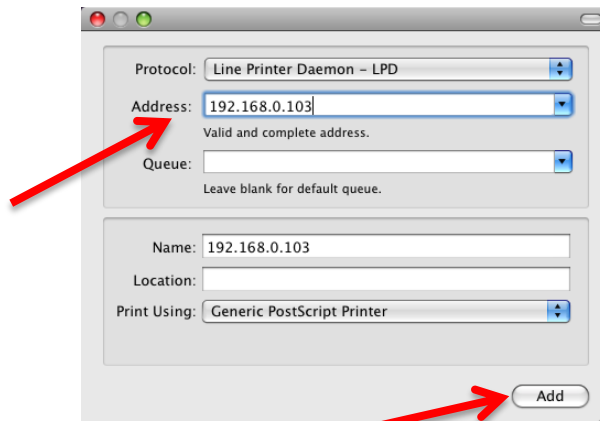 Protocol: Line Printer Daemon – LPD
Address: 192.168.0.103
Valid and complete address.
Queue:
Leave blank for default queue.
Name: 192.168.0.103
Location:
Print Using: Generic PostScript Printer
Add